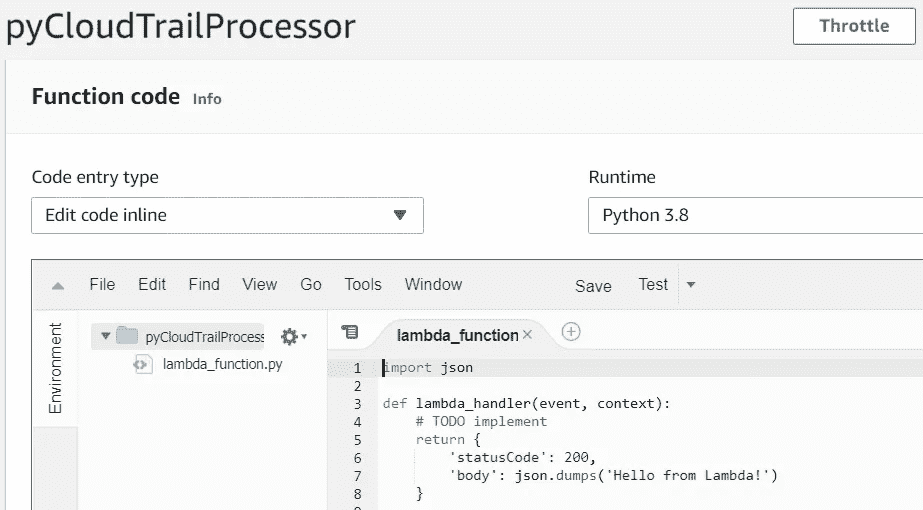 pyCloudTrailProcessor
Throttle
Function code Info
Code entry type
Runtime
Edit code inline
Python 3.8
File Edit Find View Go Tools Window Save Test
Environment
pyCloudTrailProcess
lambda_function.py
lambda_function
1 import json
2
3 def lambda_handler(event, context):
4     # TODO implement
5     return {
6         'statusCode': 200,
7         'body': json.dumps('Hello from Lambda!')
8     }